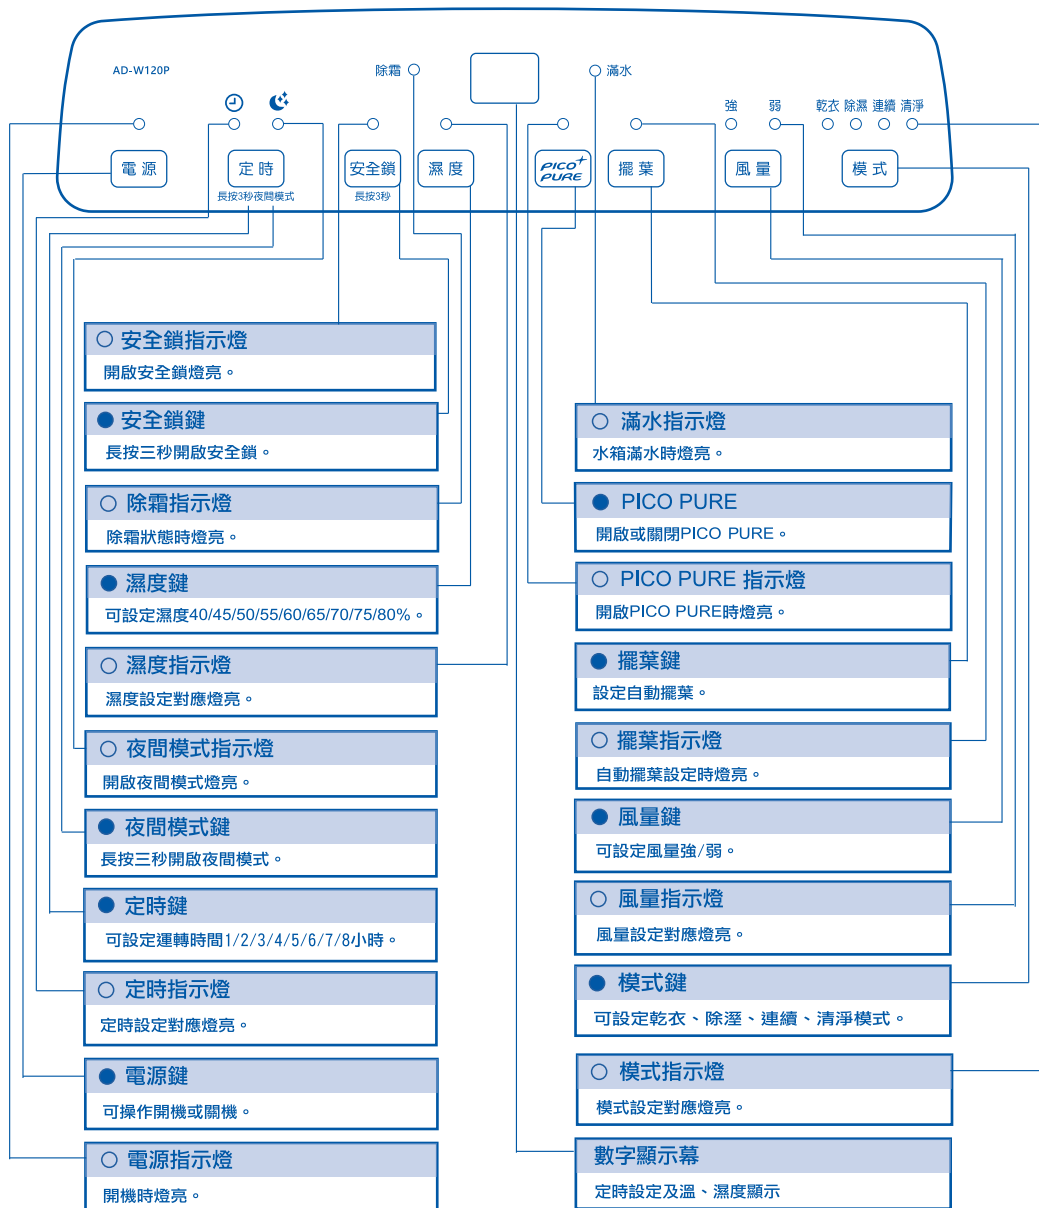 AD-W120P
除霜
滿水
強 弱
乾衣 除濕 連續 清淨
電源
定時
安全鎖
濕度
PICO+ PURE
擺葉
風量
模式
長按3秒夜間模式
長按3秒
安全鎖指示燈
開啟安全鎖燈亮。
安全鎖鍵
長按三秒開啟安全鎖。
除霜指示燈
除霜狀態時燈亮。
濕度鍵
可設定濕度40/45/50/55/60/65/70/75/80%。
濕度指示燈
濕度設定對應燈亮。
夜間模式指示燈
開啟夜間模式燈亮。
夜間模式鍵
長按三秒開啟夜間模式。
定時鍵
可設定運轉時間1/2/3/4/5/6/7/8小時。
定時指示燈
定時設定對應燈亮。
電源鍵
可操作開機或關機。
電源指示燈
開機時燈亮。
滿水指示燈
水箱滿水時燈亮。
PICO PURE
開啟或關閉PICO PURE。
PICO PURE 指示燈
開啟PICO PURE時燈亮。
擺葉鍵
設定自動擺葉。
擺葉指示燈
自動擺葉設定時燈亮。
風量鍵
可設定風量強/弱。
風量指示燈
風量設定對應燈亮。
模式鍵
可設定乾衣、除溼、連續、清淨模式。
模式指示燈
模式設定對應燈亮。
數字顯示幕
定時設定及溫、濕度顯示